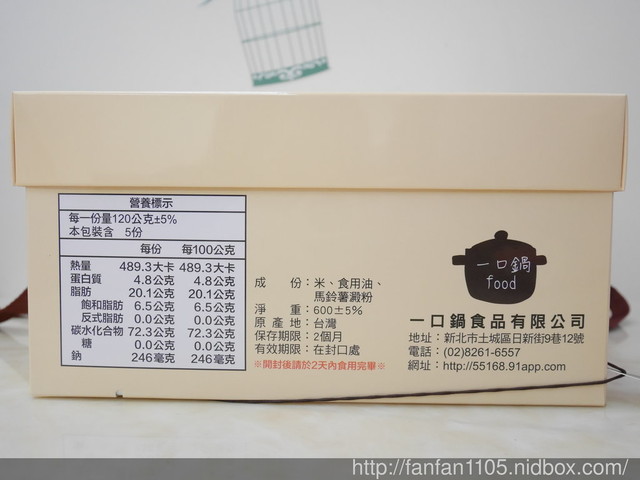 營養標示
每一份量120公克±5%
本包裝含 5份
每份 每100公克
熱量 489.3大卡 489.3大卡
蛋白質 4.8公克 4.8公克
脂肪 20.1公克 20.1公克
飽和脂肪 6.5公克 6.5公克
反式脂肪 0.0公克 0.0公克
碳水化合物 72.3公克 72.3公克
糖 0.0公克 0.0公克
鈉 246毫克 246毫克
成 份：米、食用油、
馬鈴薯澱粉
淨 重：600±5%
原 產 地：台灣
保存期限：2個月
有效期限：在封口處
※開封後請於2天內食用完畢※
一口鍋
food
一口鍋食品有限公司
地址：新北市土城區日新街9巷12號
電話：(02)8261-6557
網址：http://55168.91app.com
http://fanfan1105.nidbox.com/